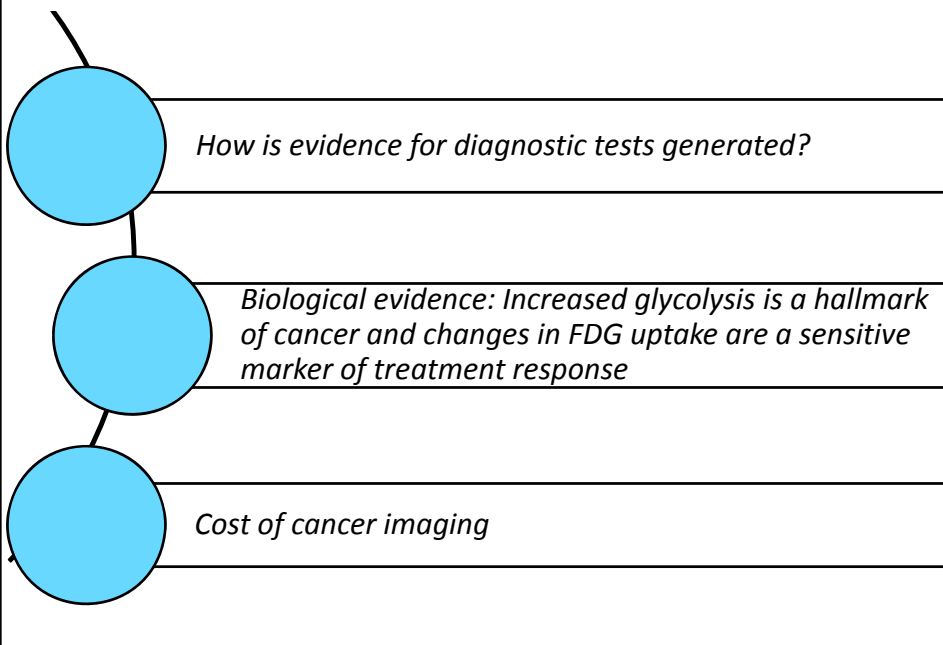 How is evidence for diagnostic tests generated?
Biological evidence: Increased glycolysis is a hallmark
of cancer and changes in FDG uptake are a sensitive
marker of treatment response
Cost of cancer imaging